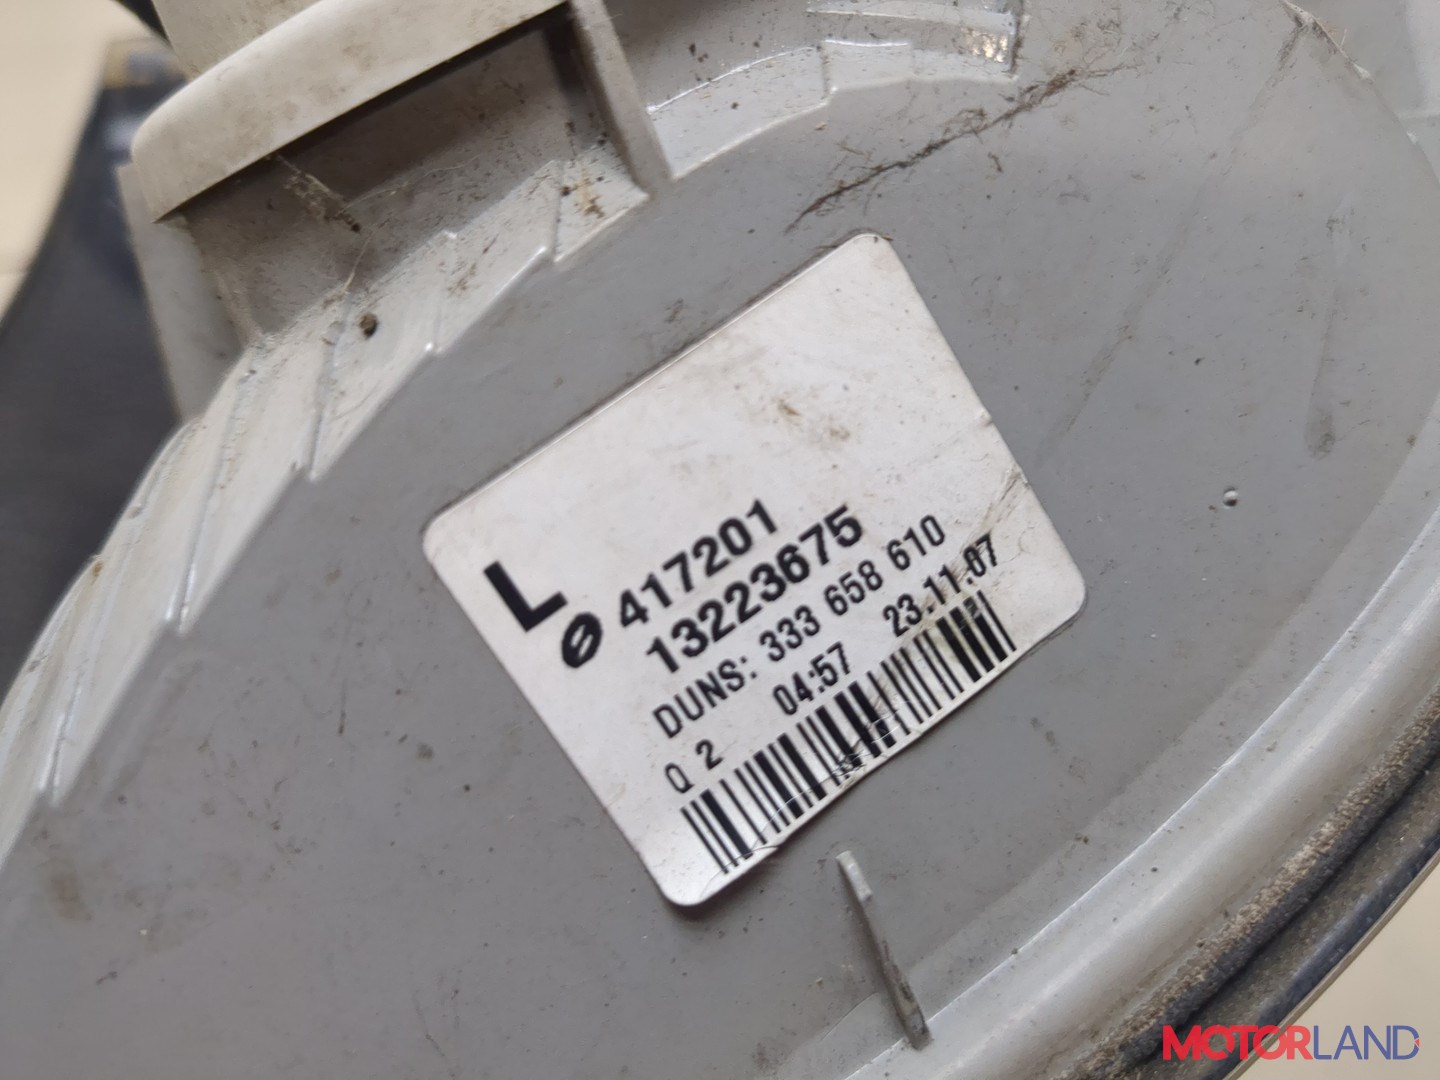 L 417201
13223675
DUNS: 333 658 610
Q 2 04:57 23.11.07
MOTORLAND